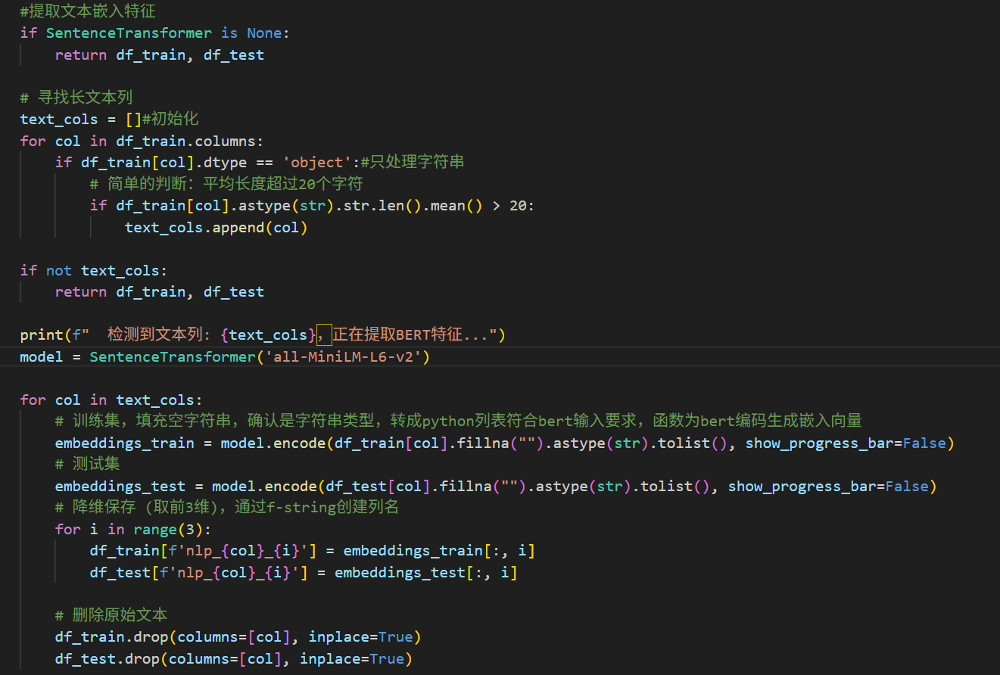 #提取文本嵌入特征
if SentenceTransformer is None:
    return df_train, df_test
# 寻找长文本列
text_cols = []#初始化
for col in df_train.columns:
    if df_train[col].dtype == 'object':#只处理字符串
        # 简单的判断：平均长度超过20个字符
        if df_train[col].astype(str).str.len().mean() > 20:
            text_cols.append(col)
if not text_cols:
    return df_train, df_test
print(f"  检测到文本列: {text_cols}，正在提取BERT特征...")
model = SentenceTransformer('all-MiniLM-L6-v2')
for col in text_cols:
    # 训练集，填充空字符串，确认是字符串类型，转成python列表符合bert输入要求，函数为bert编码生成嵌入向量
    embeddings_train = model.encode(df_train[col].fillna("").astype(str).tolist(), show_progress_bar=False)
    # 测试集
    embeddings_test = model.encode(df_test[col].fillna("").astype(str).tolist(), show_progress_bar=False)
    # 降维保存 (取前3维)，通过f-string创建列名
    for i in range(3):
        df_train[f'nlp_{col}_{i}'] = embeddings_train[:, i]
        df_test[f'nlp_{col}_{i}'] = embeddings_test[:, i]
    # 删除原始文本
    df_train.drop(columns=[col], inplace=True)
    df_test.drop(columns=[col], inplace=True)